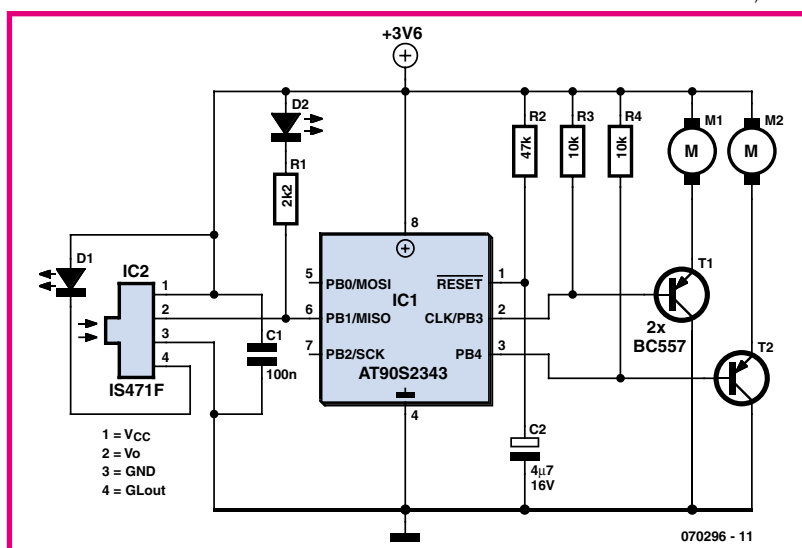 +3V6
D2
R1
2k2
R2
47k
R3
10k
R4
10k
M1
M
M2
M
D1
IC2
1
2
3
4
IS471F
C1
100n
8
5
PB0/MOSI
6
PB1/MISO
7
PB2/SCK
IC1
AT90S2343
RESET
1
CLK/PB3
2
PB4
3
4
T1
2x
BC557
T2
C2
4µ7
16V
1 = VCC
2 = Vo
3 = GND
4 = GLout
070296 - 11